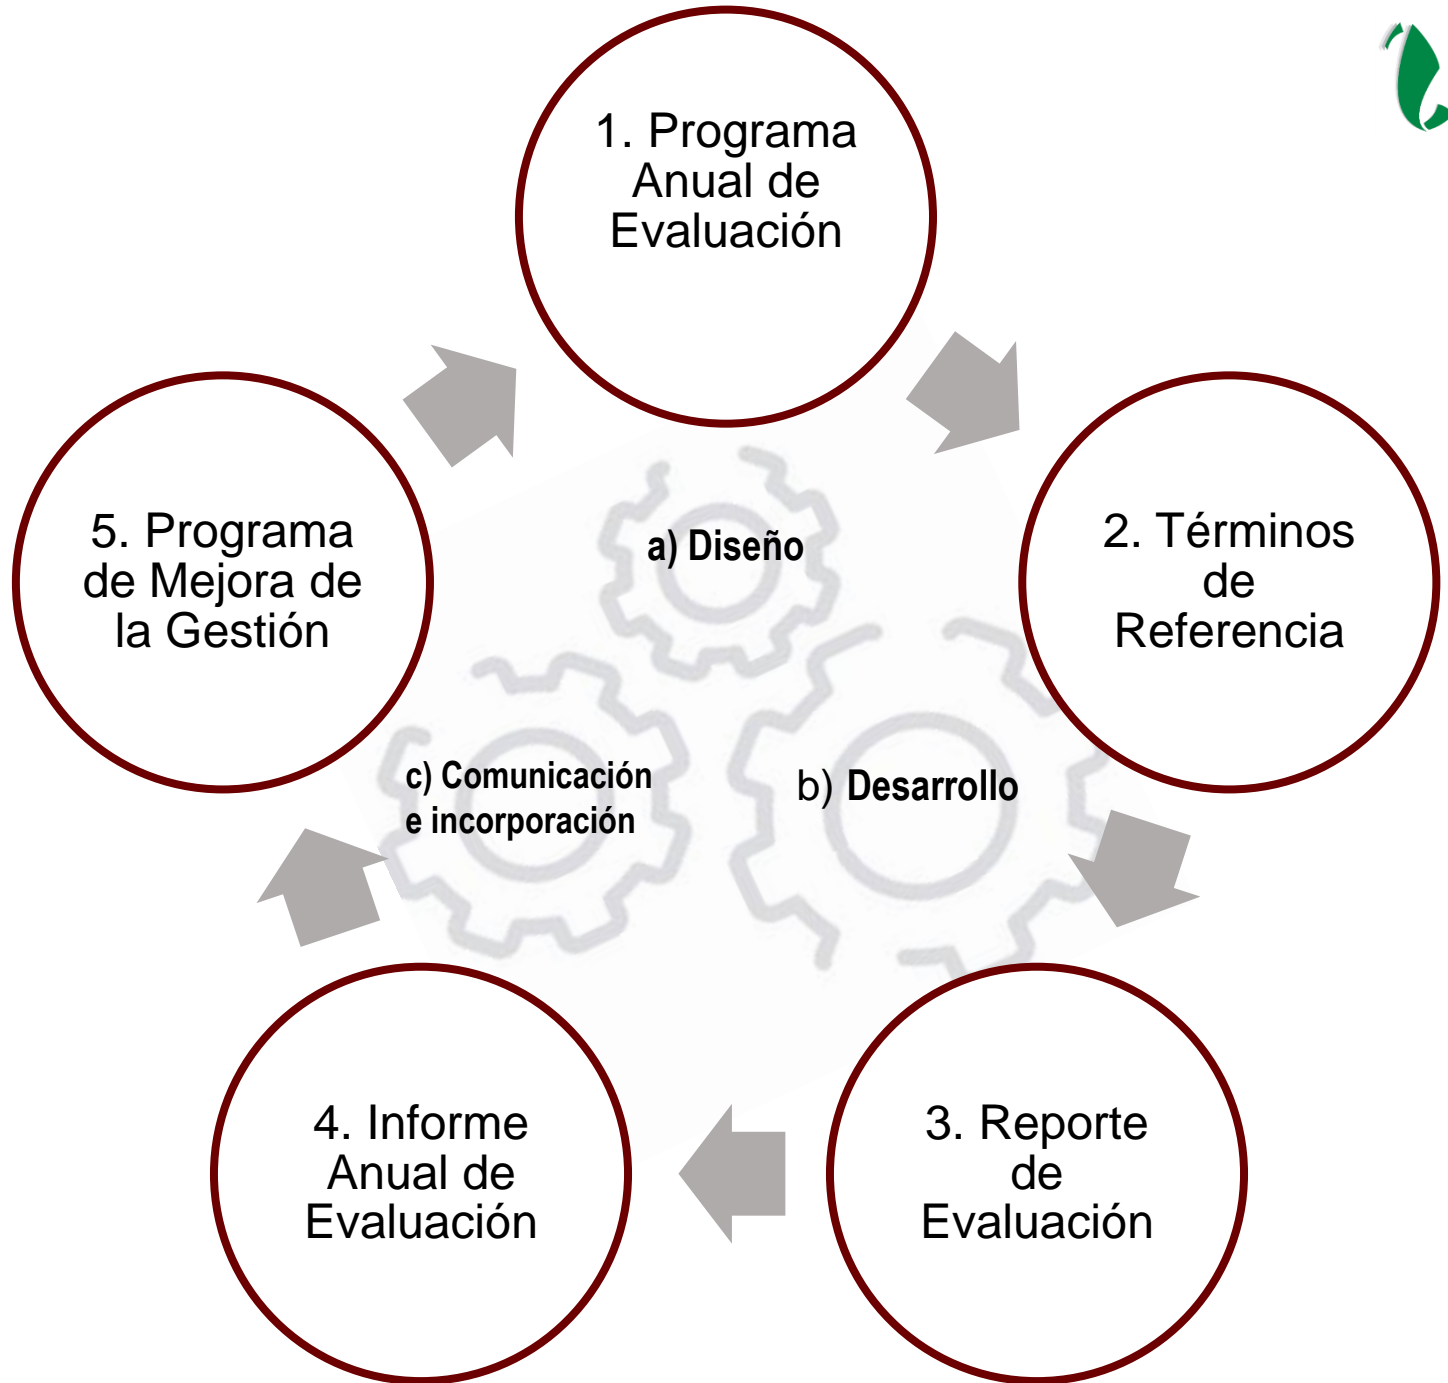 1. Programa
Anual de
Evaluación
2. Términos
de
Referencia
3. Reporte
de
Evaluación
4. Informe
Anual de
Evaluación
5. Programa
de Mejora de
la Gestión
a) Diseño
b) Desarrollo
c) Comunicación
e incorporación